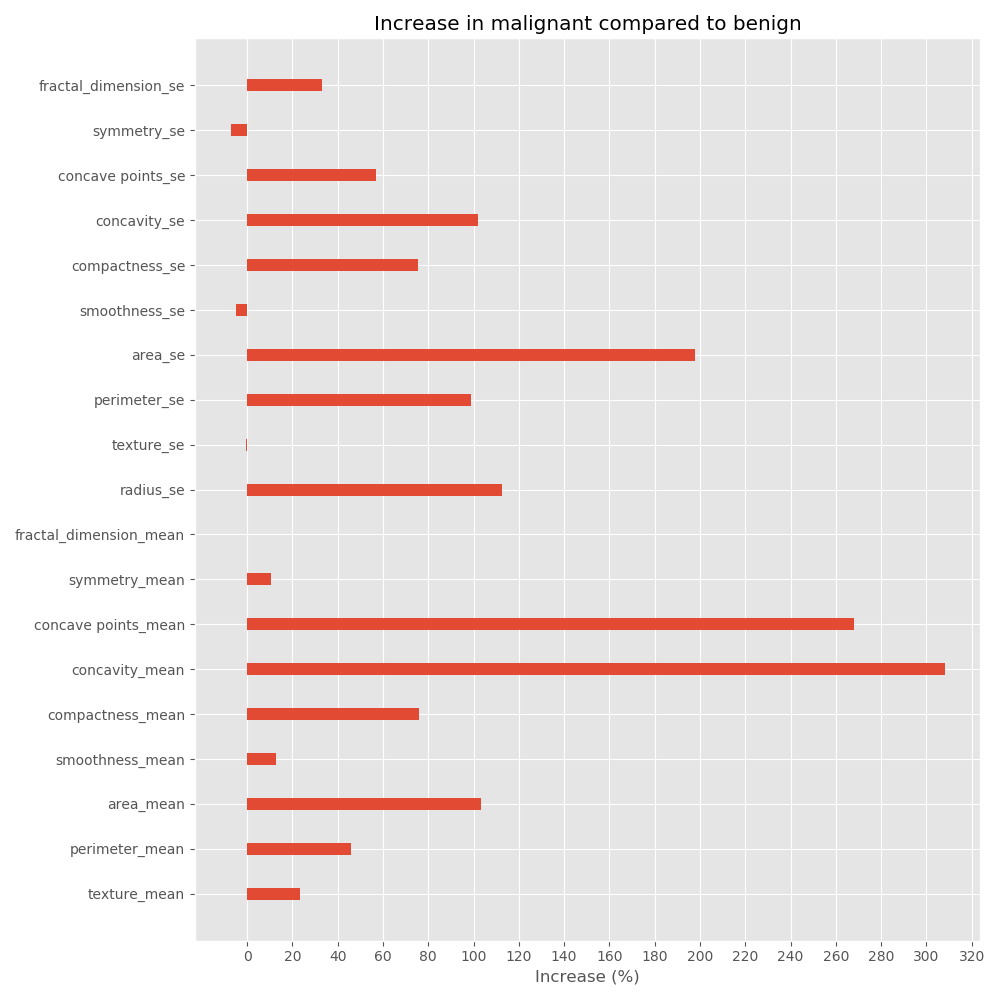 Increase in malignant compared to benign
fractal_dimension_se
symmetry_se
concave points_se
concavity_se
compactness_se
smoothness_se
area_se
perimeter_se
texture_se
radius_se
fractal_dimension_mean
symmetry_mean
concave points_mean
concavity_mean
compactness_mean
smoothness_mean
area_mean
perimeter_mean
texture_mean
0 20 40 60 80 100 120 140 160 180 200 220 240 260 280 300 320
Increase (%)